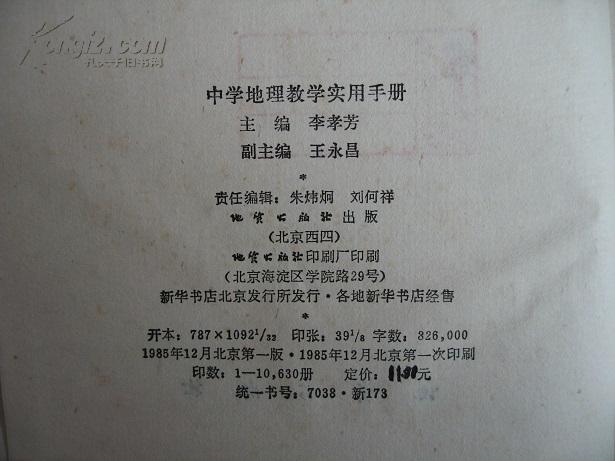 Kongfz.com
孔夫子旧书网
中学地理教学实用手册
主 编 李孝芳
副主编 王永昌
*
责任编辑：朱炜炯 刘何祥
地质出版社出版
（北京西四）
地质出版社印刷厂印刷
（北京海淀区学院路29号）
新华书店北京发行所发行·各地新华书店经售
*
开本：787×1092¹/₃₂ 印张：39¹/₈ 字数：826,000
1985年12月北京第一版·1985年12月北京第一次印刷
印数：1—10,630册 定价：元
统一书号：7038·新173